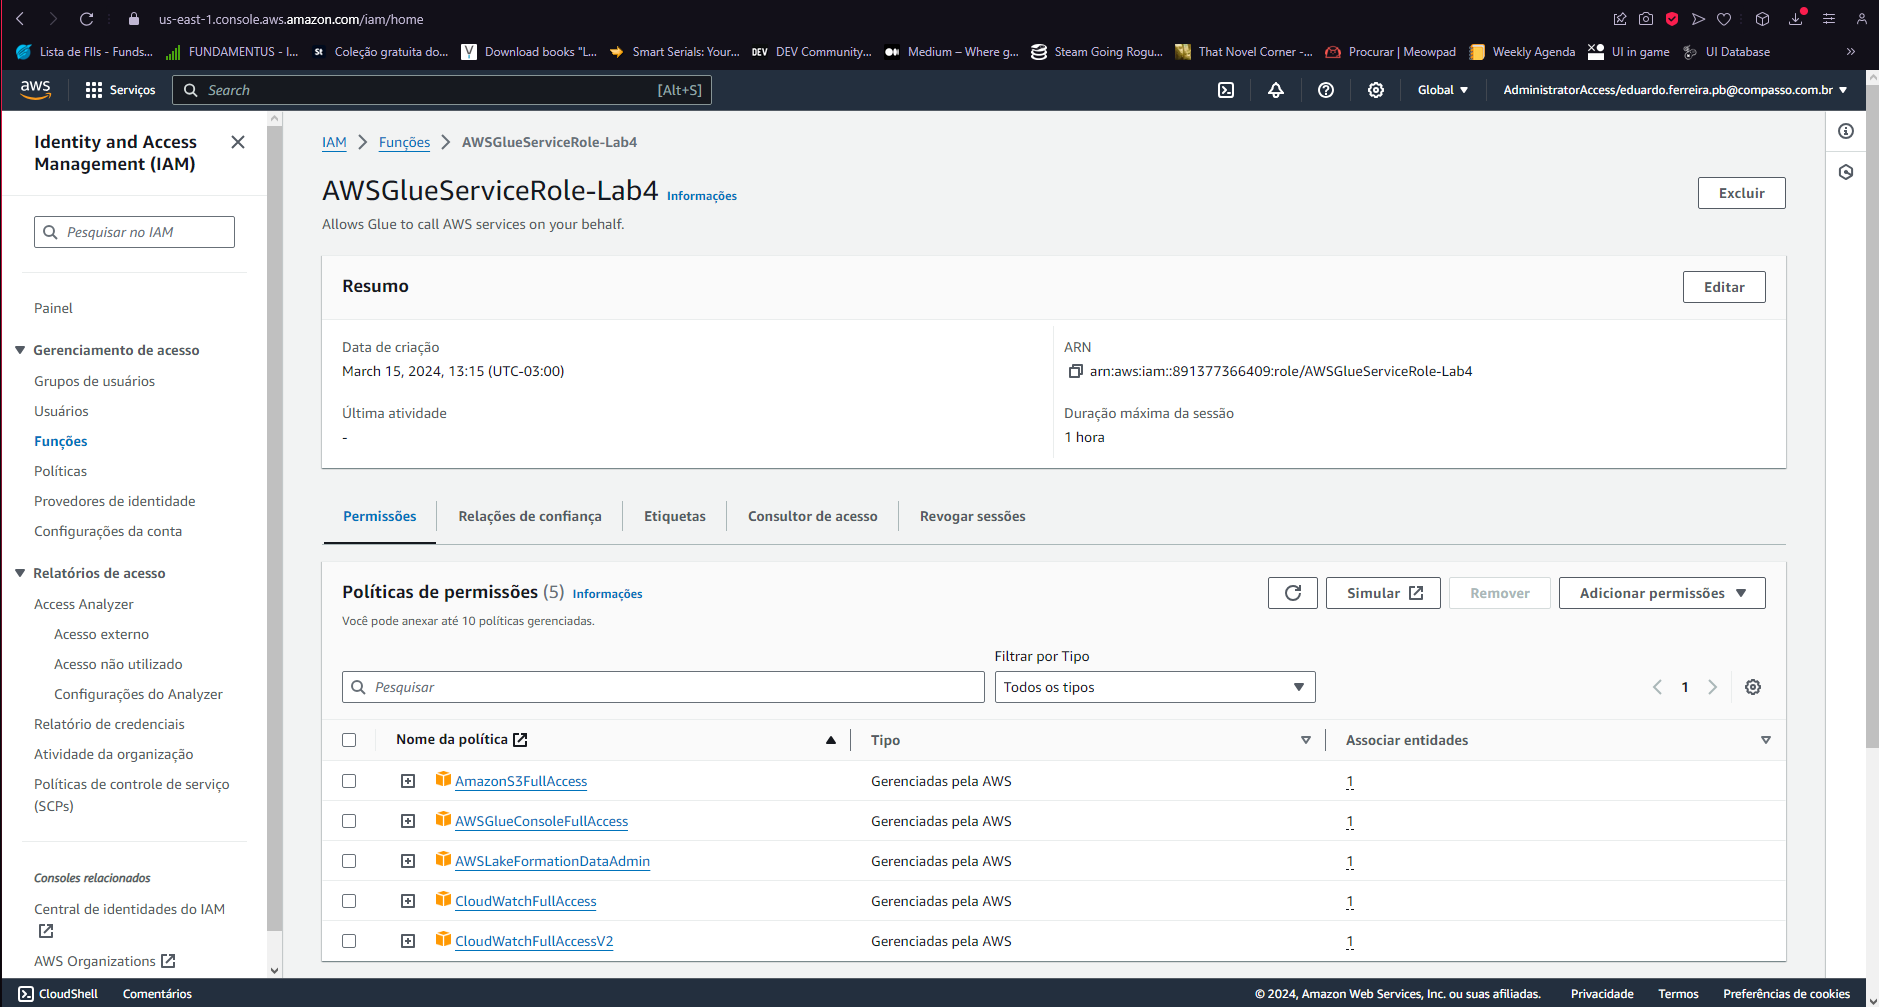 us-east-1.console.aws.amazon.com/iam/home
Lista de FIIs - Funds...
FUNDAMENTUS - I...
St Coleção gratuita do...
Download books "L...
Smart Serials: Your...
DEV DEV Community...
Medium – Where g...
Steam Going Rogu...
That Novel Corner -...
Procurar | Meowpad
Weekly Agenda
UI in game
UI Database
»
aws
Serviços
Search
[Alt+S]
Global
AdministratorAccess/eduardo.ferreira.pb@compasso.com.br
Identity and Access
Management (IAM)
Pesquisar no IAM
Painel
Gerenciamento de acesso
Grupos de usuários
Usuários
Funções
Políticas
Provedores de identidade
Configurações da conta
Relatórios de acesso
Access Analyzer
Acesso externo
Acesso não utilizado
Configurações do Analyzer
Relatório de credenciais
Atividade da organização
Políticas de controle de serviço
(SCPs)
Consoles relacionados
Central de identidades do IAM
AWS Organizations
IAM > Funções > AWSGlueServiceRole-Lab4
AWSGlueServiceRole-Lab4 Informações
Excluir
Allows Glue to call AWS services on your behalf.
Resumo
Editar
Data de criação
March 15, 2024, 13:15 (UTC-03:00)
ARN
arn:aws:iam::891377366409:role/AWSGlueServiceRole-Lab4
Última atividade
-
Duração máxima da sessão
1 hora
Permissões
Relações de confiança
Etiquetas
Consultor de acesso
Revogar sessões
Políticas de permissões (5) Informações
Simular
Remover
Adicionar permissões
Você pode anexar até 10 políticas gerenciadas.
Filtrar por Tipo
Pesquisar
Todos os tipos
1
Nome da política
Tipo
Associar entidades
AmazonS3FullAccess Gerenciadas pela AWS 1
AWSGlueConsoleFullAccess Gerenciadas pela AWS 1
AWSLakeFormationDataAdmin Gerenciadas pela AWS 1
CloudWatchFullAccess Gerenciadas pela AWS 1
CloudWatchFullAccessV2 Gerenciadas pela AWS 1
CloudShell
Comentários
© 2024, Amazon Web Services, Inc. ou suas afiliadas.
Privacidade
Termos
Preferências de cookies